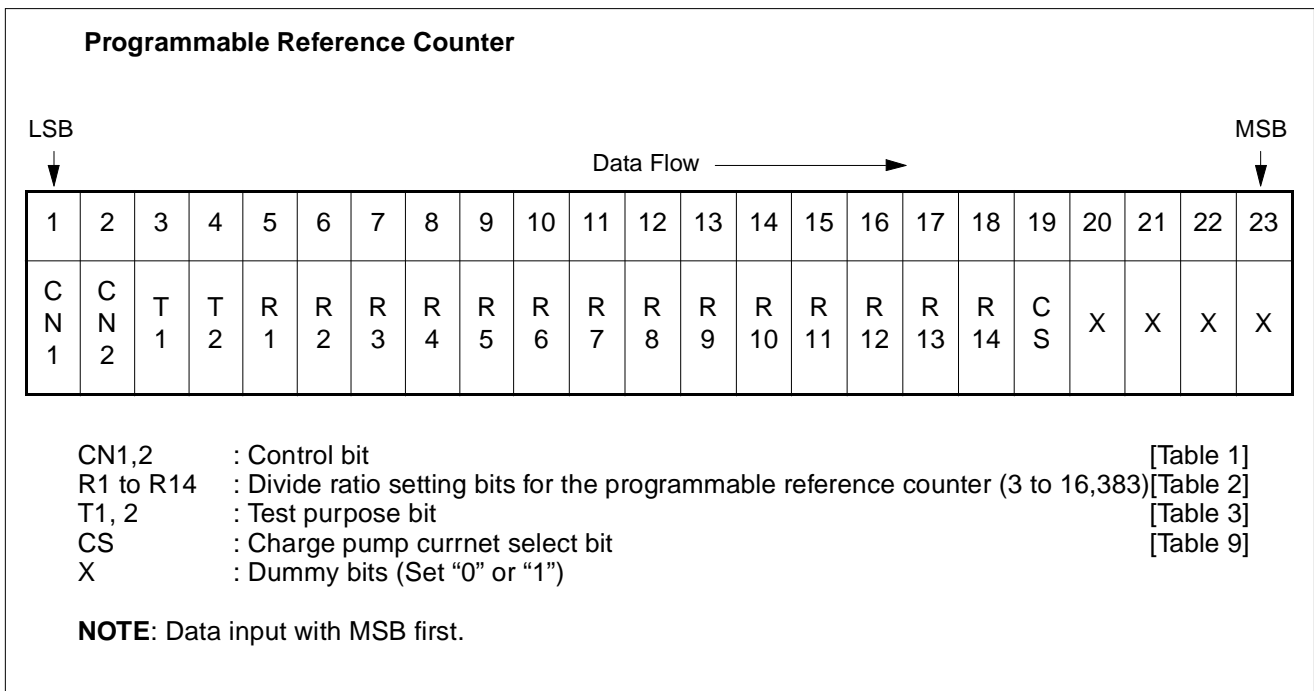 Programmable Reference Counter
LSB MSB
Data Flow
1 2 3 4 5 6 7 8 9 10 11 12 13 14 15 16 17 18 19 20 21 22 23
CN1 CN2 T1 T2 R1 R2 R3 R4 R5 R6 R7 R8 R9 R10 R11 R12 R13 R14 CS X X X X
CN1,2 : Control bit [Table 1]
R1 to R14 : Divide ratio setting bits for the programmable reference counter (3 to 16,383)[Table 2]
T1, 2 : Test purpose bit [Table 3]
CS : Charge pump currnet select bit [Table 9]
X : Dummy bits (Set “0” or “1”)
NOTE: Data input with MSB first.